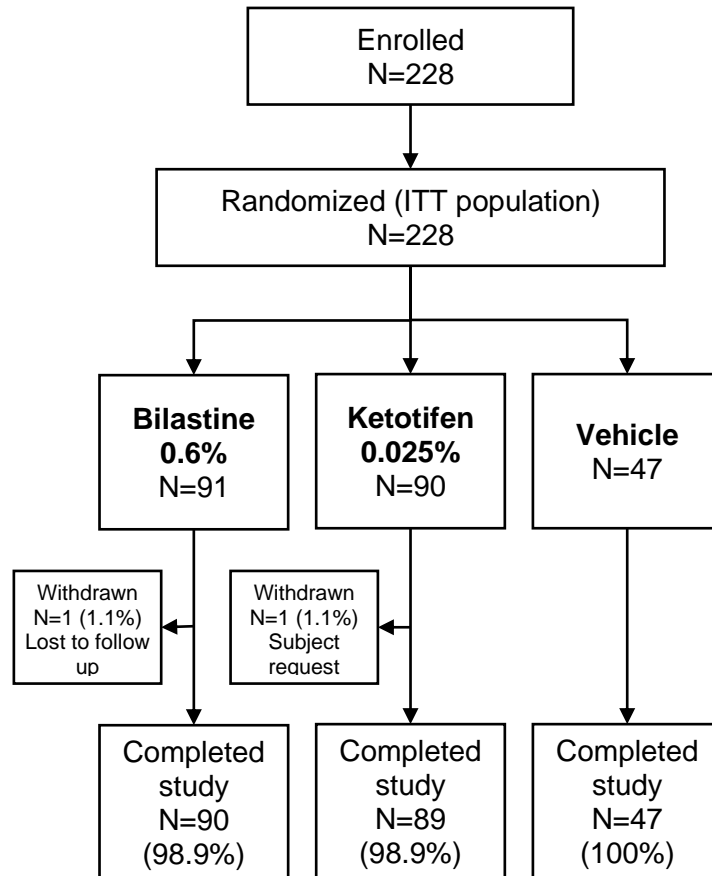 Enrolled
N=228
Randomized (ITT population)
N=228
Bilastine
0.6%
N=91
Ketotifen
0.025%
N=90
Vehicle
N=47
Withdrawn
N=1 (1.1%)
Lost to follow
up
Withdrawn
N=1 (1.1%)
Subject
request
Completed
study
N=90
(98.9%)
Completed
study
N=89
(98.9%)
Completed
study
N=47
(100%)